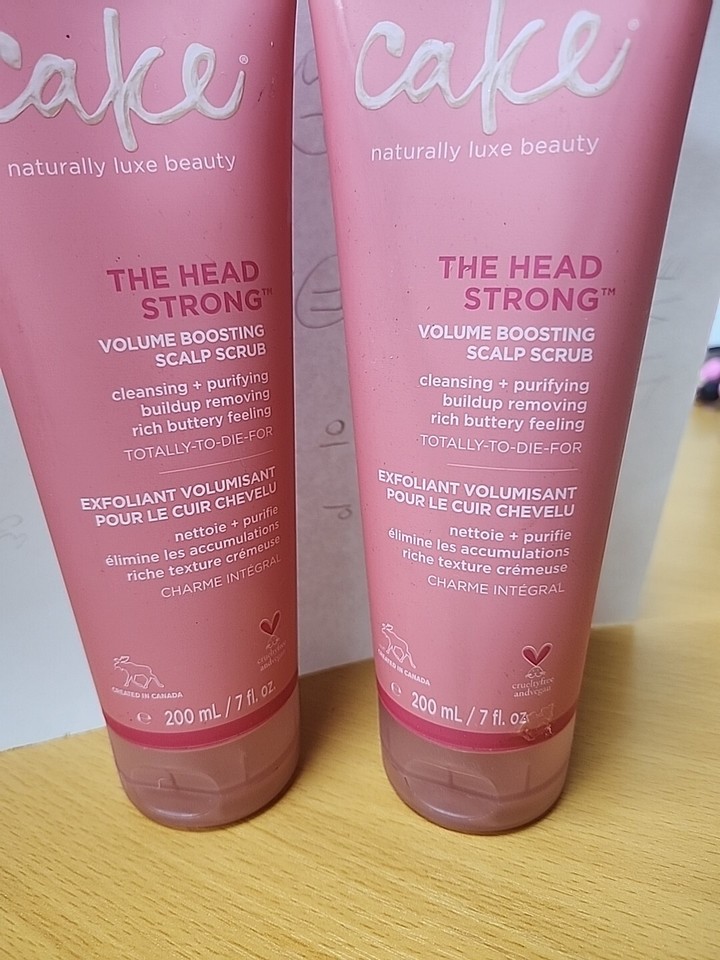 cake®
naturally luxe beauty
THE HEAD
STRONG™
VOLUME BOOSTING
SCALP SCRUB
cleansing + purifying
buildup removing
rich buttery feeling
TOTALLY-TO-DIE-FOR
EXFOLIANT VOLUMISANT
POUR LE CUIR CHEVELU
nettoie + purifie
élimine les accumulations
riche texture crémeuse
CHARME INTÉGRAL
CREATED IN CANADA
crueltyfree
andvegan
℮ 200 mL / 7 fl. oz.
cake®
naturally luxe beauty
THE HEAD
STRONG™
VOLUME BOOSTING
SCALP SCRUB
cleansing + purifying
buildup removing
rich buttery feeling
TOTALLY-TO-DIE-FOR
EXFOLIANT VOLUMISANT
POUR LE CUIR CHEVELU
nettoie + purifie
élimine les accumulations
riche texture crémeuse
CHARME INTÉGRAL
CREATED IN CANADA
crueltyfree
andvegan
℮ 200 mL / 7 fl. oz.